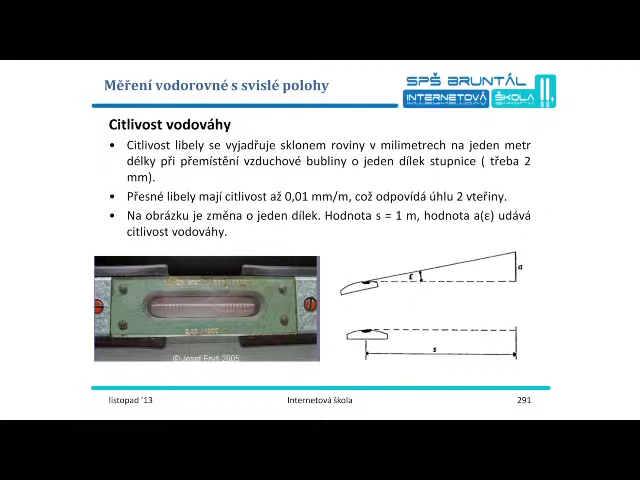 Měření vodorovné s svislé polohy
SPŠ BRUNTÁL
INTERNETOVÁ ŠKOLA
Citlivost vodováhy
• Citlivost libely se vyjadřuje sklonem roviny v milimetrech na jeden metr
délky při přemístění vzduchové bubliny o jeden dílek stupnice ( třeba 2
mm).
• Přesné libely mají citlivost až 0,01 mm/m, což odpovídá úhlu 2 vteřiny.
• Na obrázku je změna o jeden dílek. Hodnota s = 1 m, hodnota a(ε) udává
citlivost vodováhy.
ε
a
s
listopad ‘13
Internetová škola
291